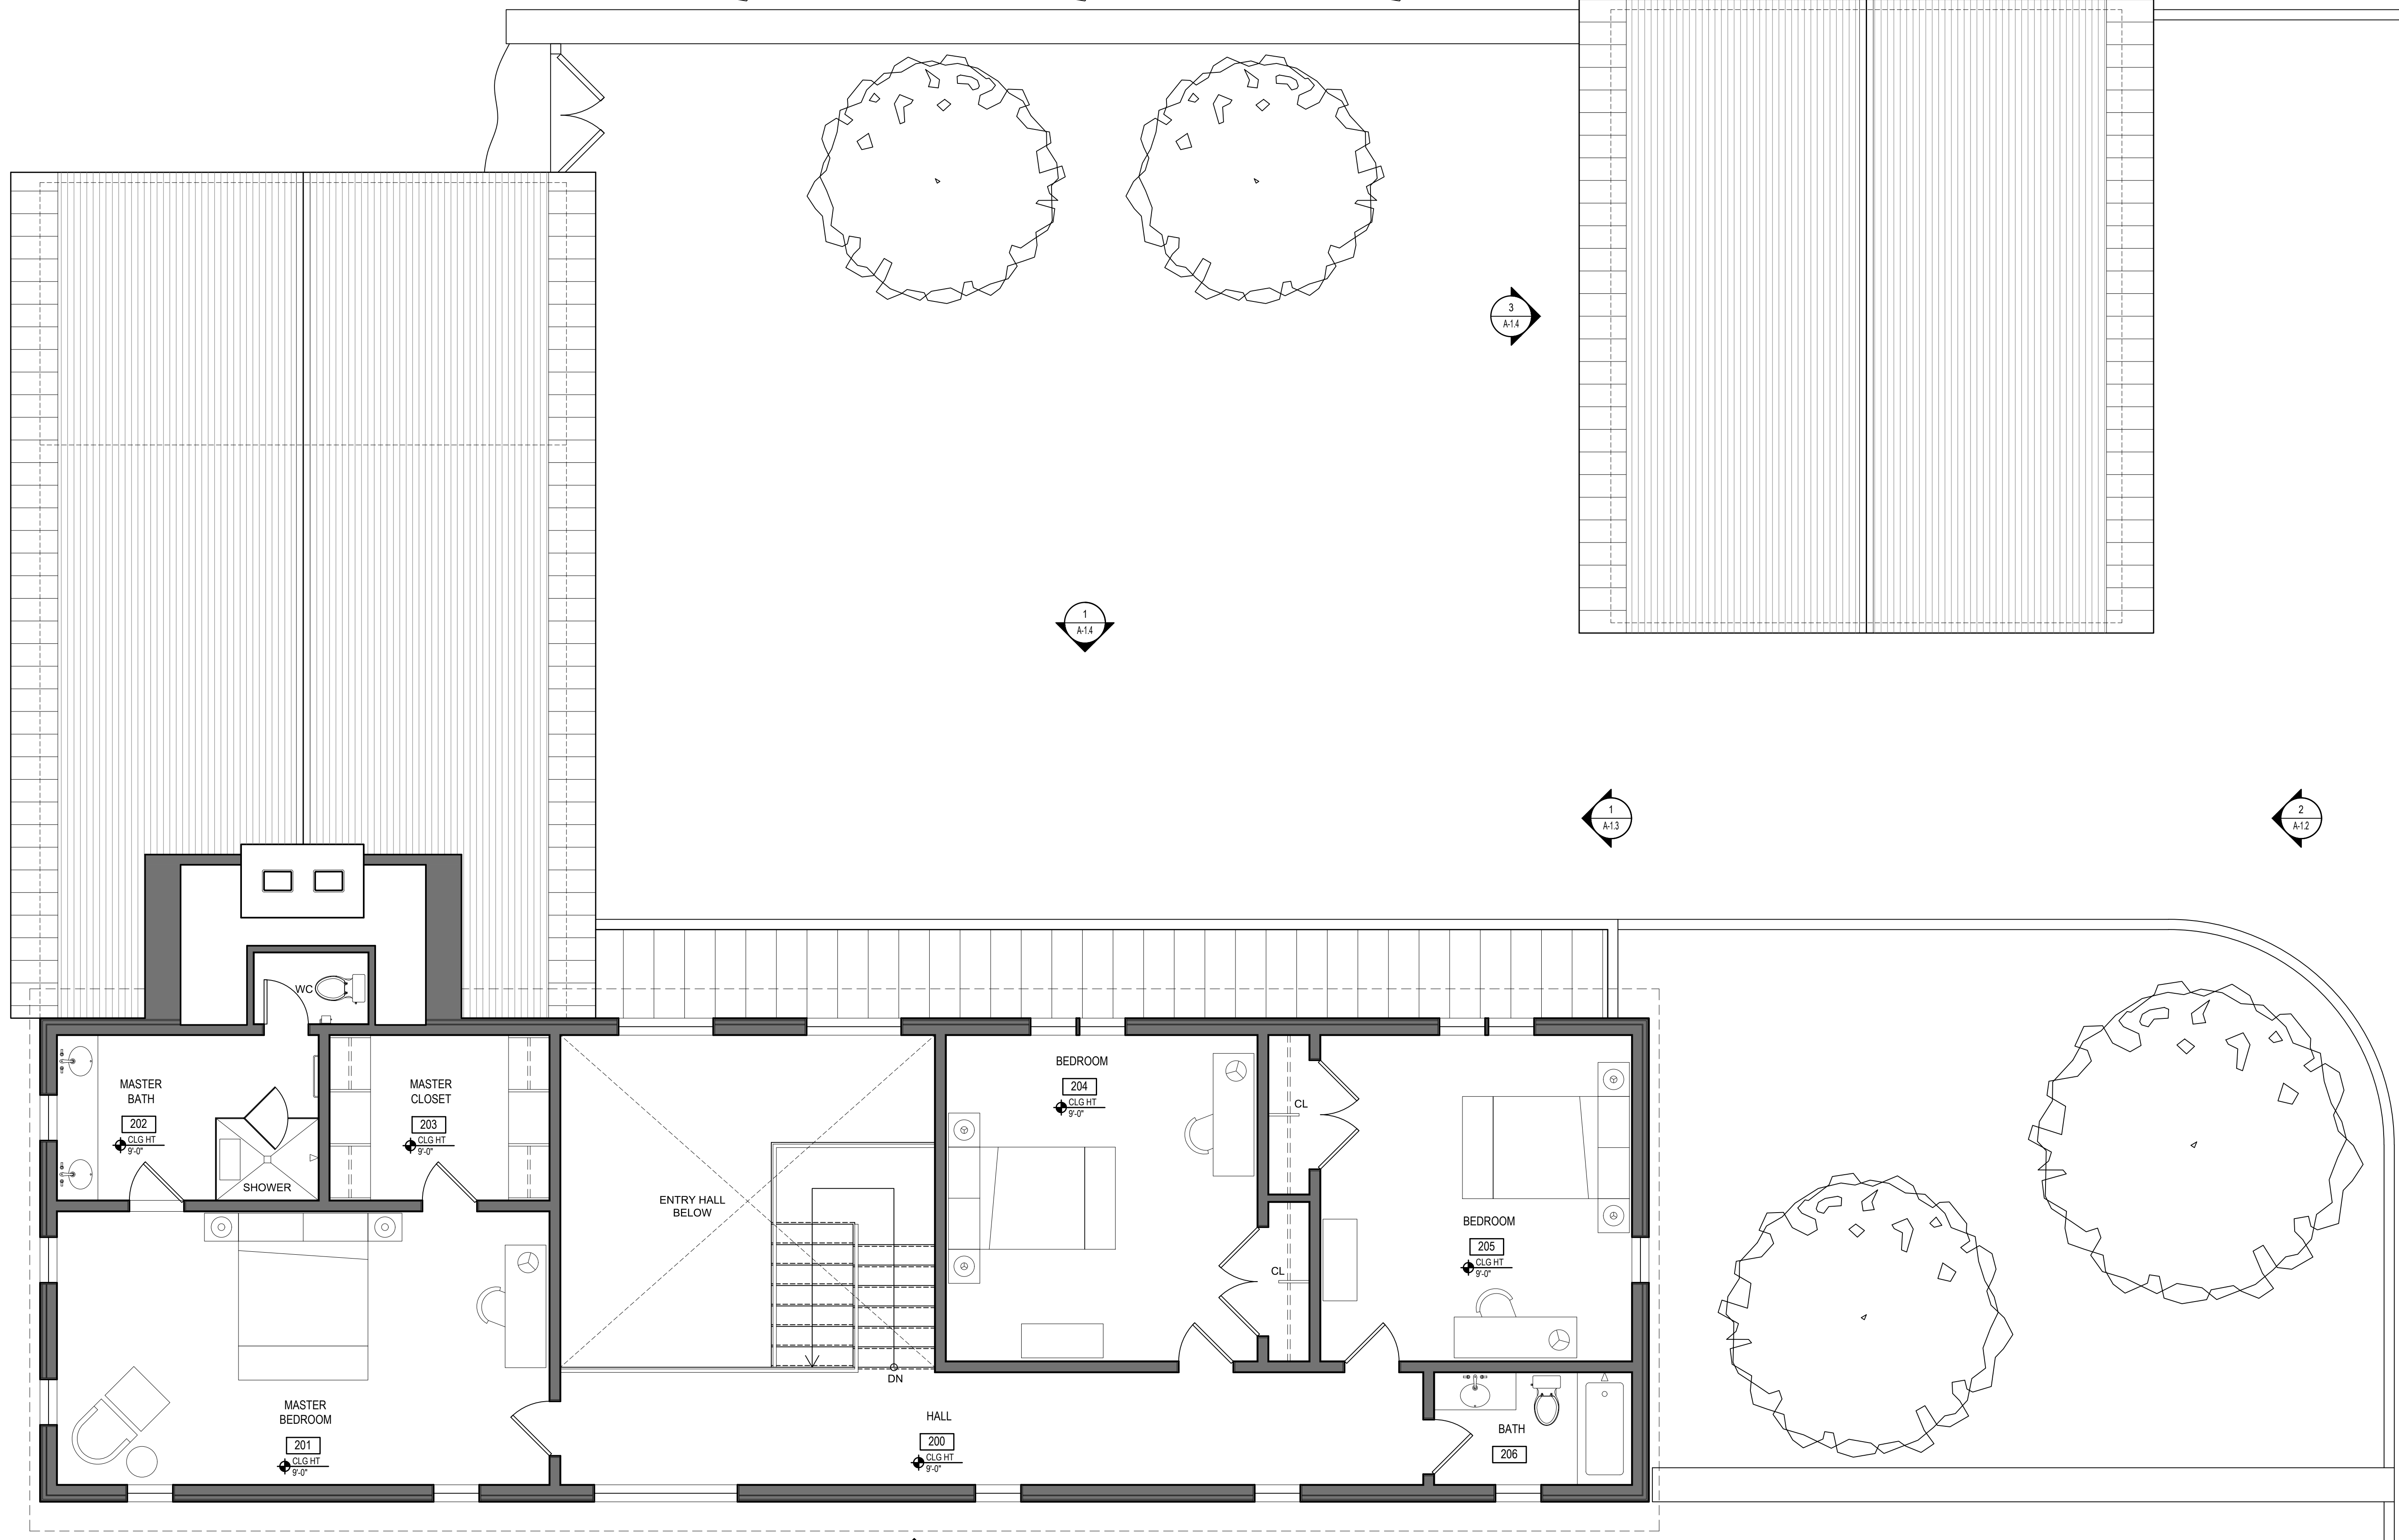 3
A-1.4
1
A-1.4
1
A-1.3
2
A-1.2
WC
MASTER
BATH
202
CLG HT
9'-0"
SHOWER
MASTER
CLOSET
203
CLG HT
9'-0"
ENTRY HALL
BELOW
DN
BEDROOM
204
CLG HT
9'-0"
CL
CL
BEDROOM
205
CLG HT
9'-0"
MASTER
BEDROOM
201
CLG HT
9'-0"
HALL
200
CLG HT
9'-0"
BATH
206